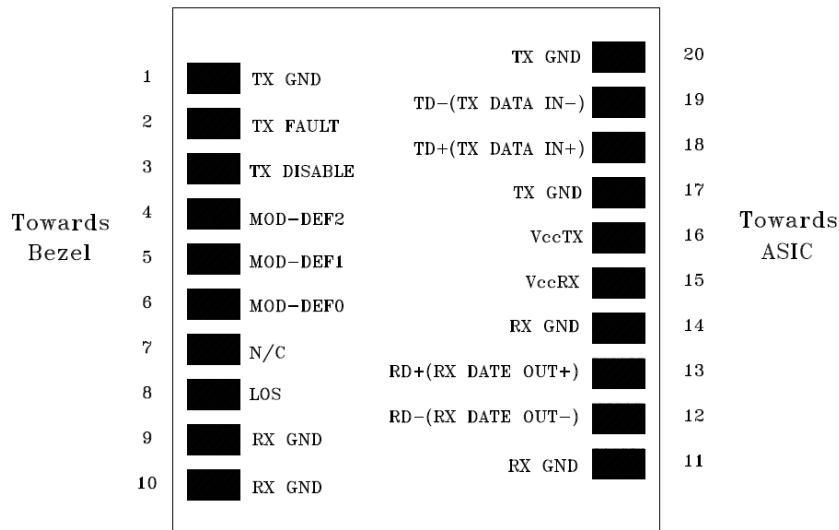 Towards
Bezel
1 TX GND
2 TX FAULT
3 TX DISABLE
4 MOD-DEF2
5 MOD-DEF1
6 MOD-DEF0
7 N/C
8 LOS
9 RX GND
10 RX GND
TX GND 20
TD-(TX DATA IN-) 19
TD+(TX DATA IN+) 18
TX GND 17
VccTX 16
VccRX 15
RX GND 14
RD+(RX DATE OUT+) 13
RD-(RX DATE OUT-) 12
RX GND 11
Towards
ASIC